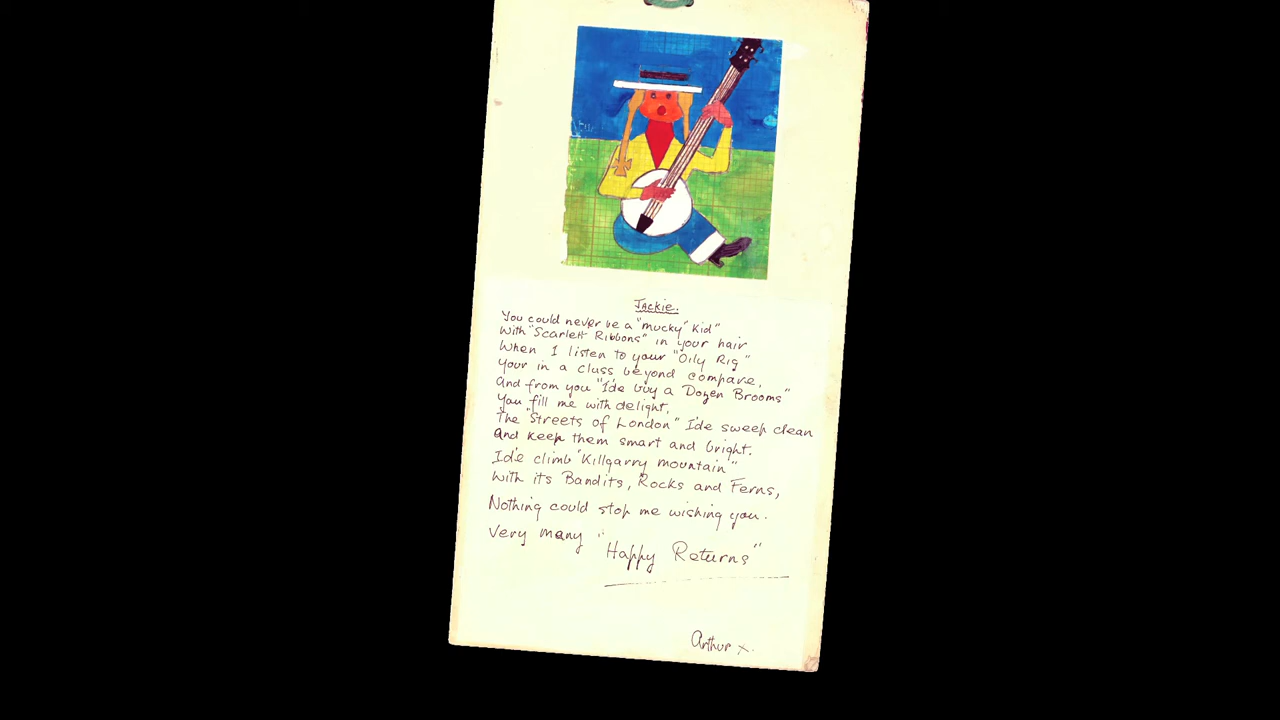 Jackie.
You could never be a "mucky" Kid"
With "Scarlett Ribbons" in your hair
When I listen to your "Oily Rig"
Your in a class beyond compare.
And from you "I'de buy a Dozen Brooms"
You fill me with delight.
The "Streets of London" I'de sweep clean
And keep them smart and bright.
I'de climb "Killgarry mountain"
With its Bandits, Rocks and Ferns,
Nothing could stop me wishing you.
Very many "Happy Returns"
Arthur x.